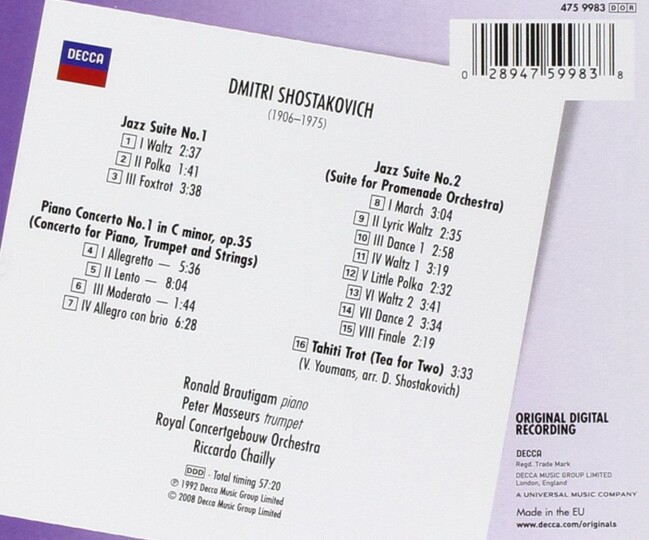 475 9983 DDR
0 28947 59983 8
DECCA
DMITRI SHOSTAKOVICH
(1906–1975)
Jazz Suite No.1
1 I Waltz 2:37
2 II Polka 1:41
3 III Foxtrot 3:38
Piano Concerto No.1 in C minor, op.35
(Concerto for Piano, Trumpet and Strings)
4 I Allegretto — 5:36
5 II Lento — 8:04
6 III Moderato — 1:44
7 IV Allegro con brio 6:28
Jazz Suite No.2
(Suite for Promenade Orchestra)
8 I March 3:04
9 II Lyric Waltz 2:35
10 III Dance 1 2:58
11 IV Waltz 1 3:19
12 V Little Polka 2:32
13 VI Waltz 2 3:41
14 VII Dance 2 3:34
15 VIII Finale 2:19
16 Tahiti Trot (Tea for Two) 3:33
(V. Youmans, arr. D. Shostakovich)
Ronald Brautigam piano
Peter Masseurs trumpet
Royal Concertgebouw Orchestra
Riccardo Chailly
DDD · Total timing 57:20
℗ 1992 Decca Music Group Limited
© 2008 Decca Music Group Limited
ORIGINAL DIGITAL
RECORDING
DECCA
Regd. Trade Mark
DECCA MUSIC GROUP LIMITED
London, England
A UNIVERSAL MUSIC COMPANY
Made in the EU
www.decca.com/originals